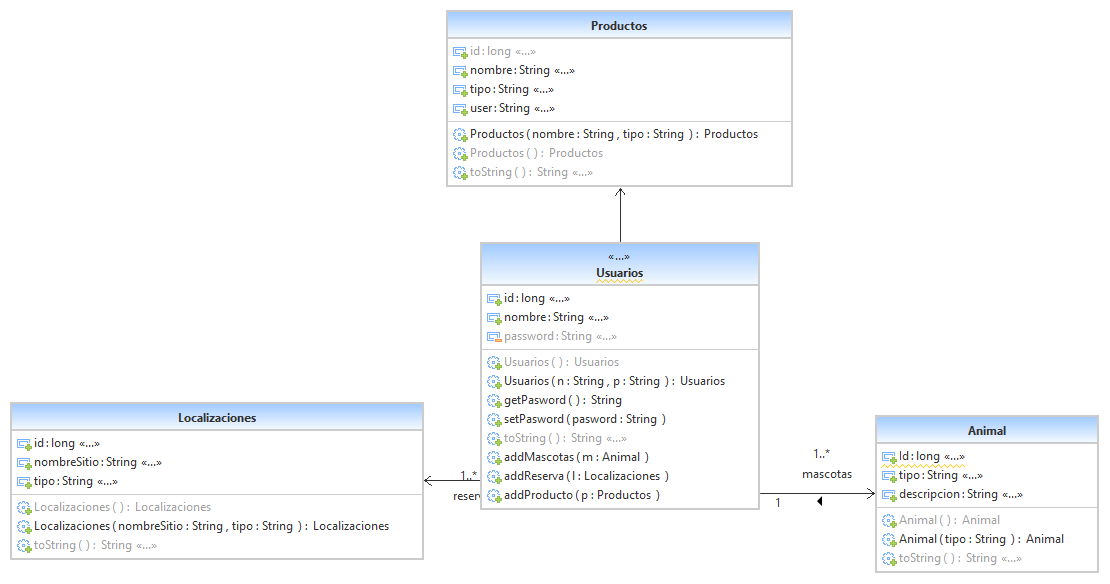 Productos
id : long «...»
nombre : String «...»
tipo : String «...»
user : String «...»
Productos ( nombre : String , tipo : String ) : Productos
Productos ( ) : Productos
toString ( ) : String «...»
«...»
Usuarios
id : long «...»
nombre : String «...»
password : String «...»
Usuarios ( ) : Usuarios
Usuarios ( n : String , p : String ) : Usuarios
getPasword ( ) : String
setPasword ( pasword : String )
toString ( ) : String «...»
addMascotas ( m : Animal )
addReserva ( l : Localizaciones )
addProducto ( p : Productos )
Localizaciones
id : long «...»
nombreSitio : String «...»
tipo : String «...»
Localizaciones ( ) : Localizaciones
Localizaciones ( nombreSitio : String , tipo : String ) : Localizaciones
toString ( ) : String «...»
1..*
1..*
mascotas
1
Animal
Id : long «...»
tipo : String «...»
descripcion : String «...»
Animal ( ) : Animal
Animal ( tipo : String ) : Animal
toString ( ) : String «...»